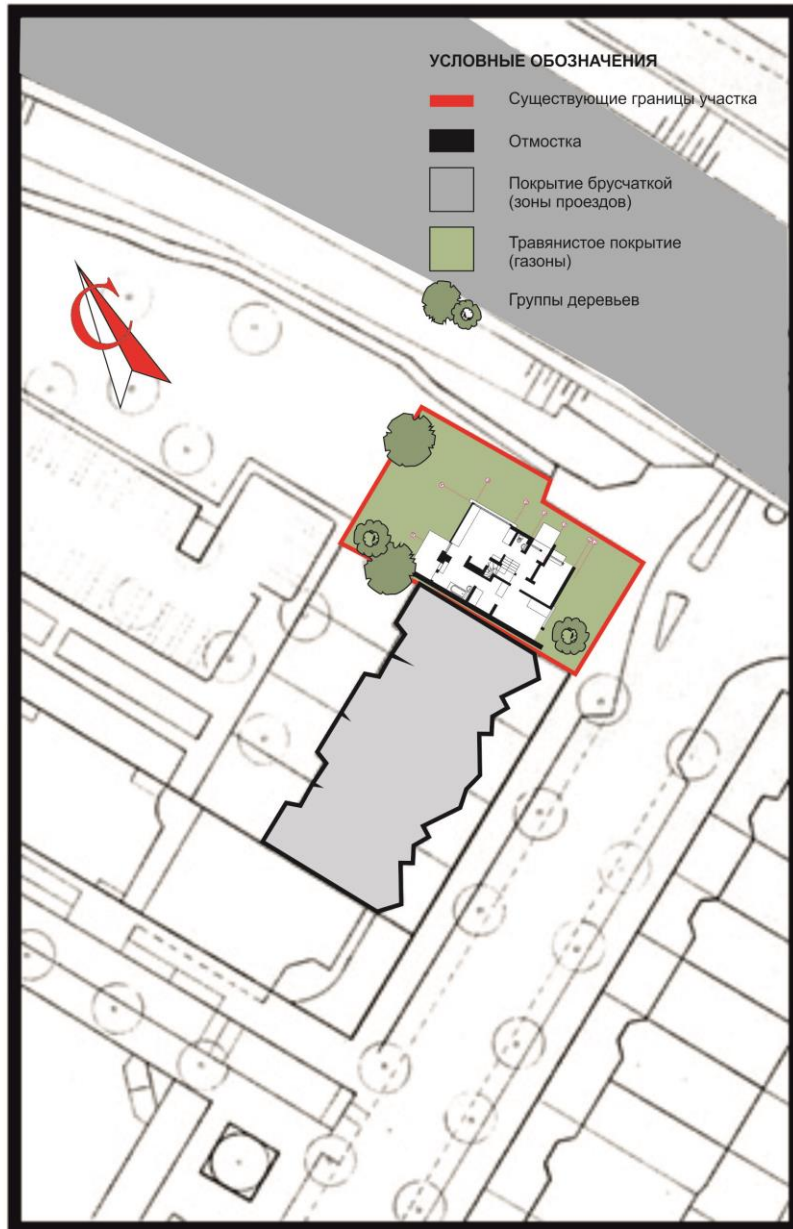 УСЛОВНЫЕ ОБОЗНАЧЕНИЯ
Существующие границы участка
Отмостка
Покрытие брусчаткой
(зоны проездов)
Травянистое покрытие
(газоны)
Группы деревьев
С